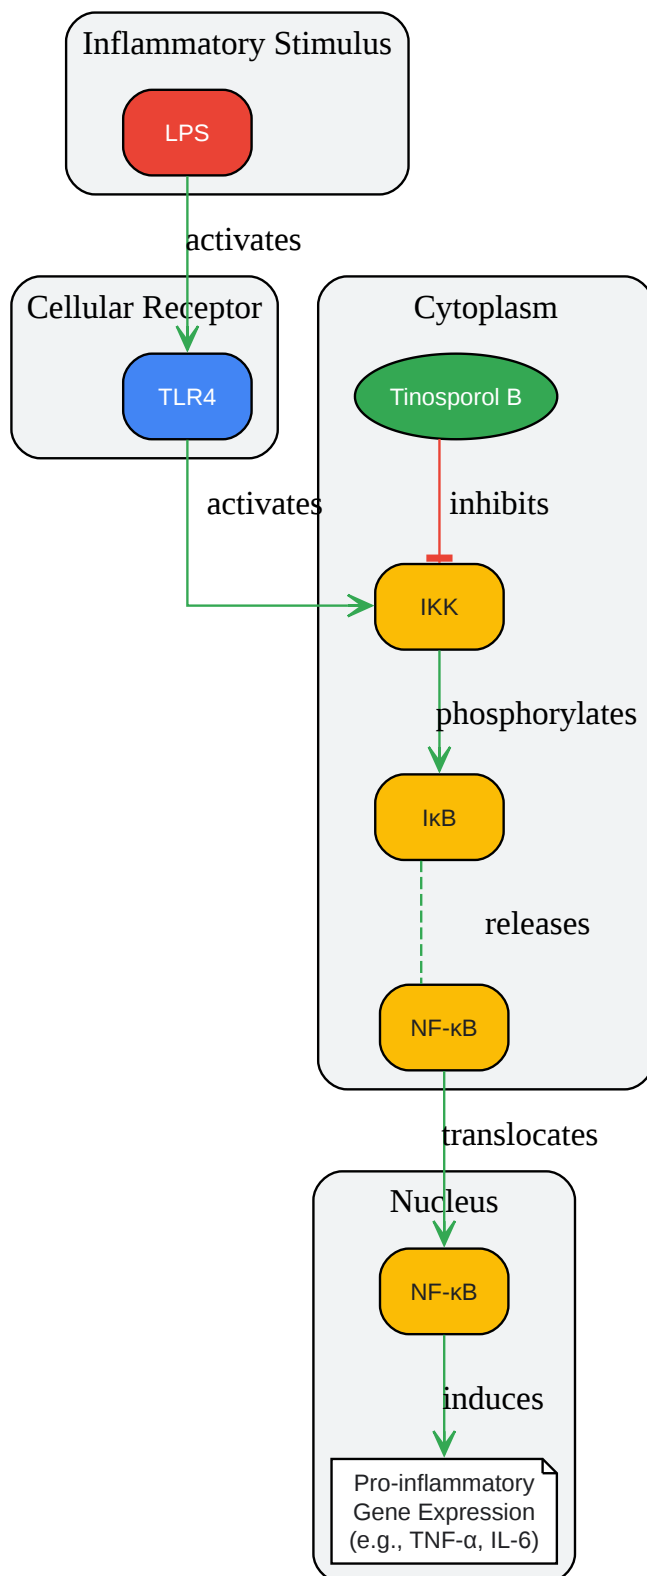 Inflammatory Stimulus
LPS
activates
Cellular Receptor
TLR4
activates
Cytoplasm
Tinosporol B
inhibits
IKK
phosphorylates
IκB
releases
NF-κB
translocates
Nucleus
NF-κB
induces
Pro-inflammatory
Gene Expression
(e.g., TNF-α, IL-6)